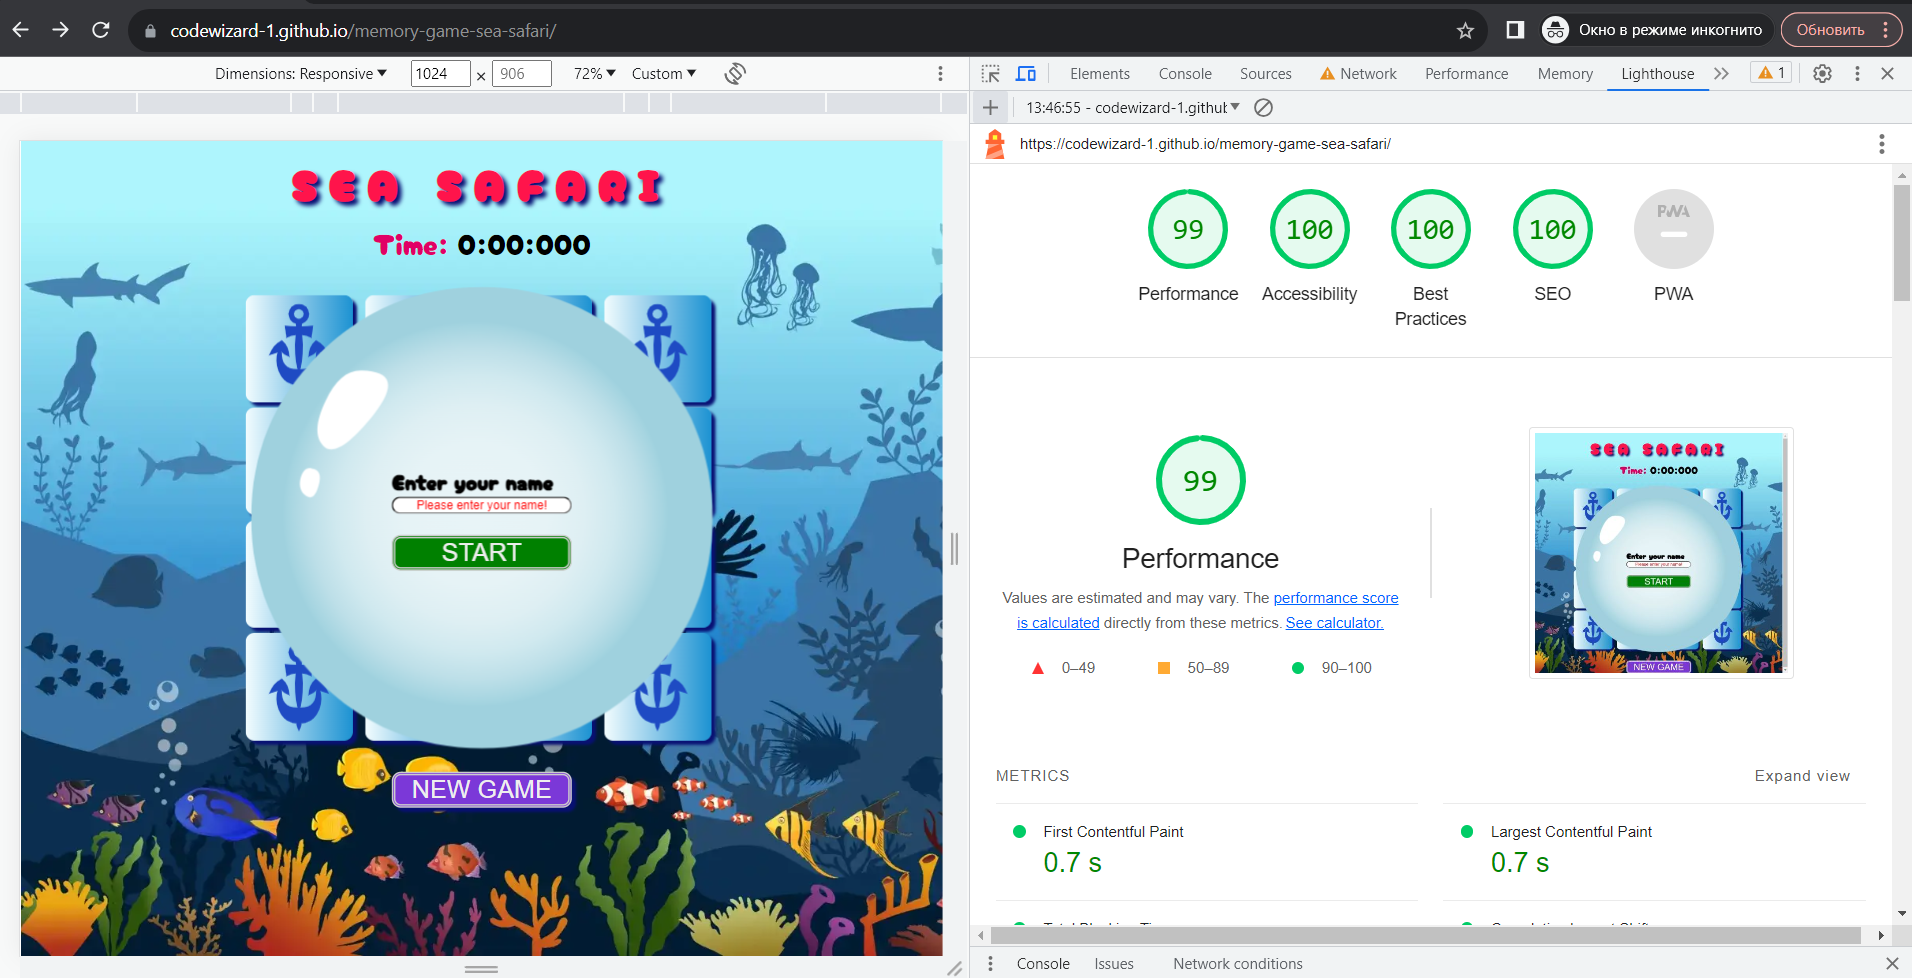 codewizard-1.github.io/memory-game-sea-safari/
Окно в режиме инкогнито
Обновить
Dimensions: Responsive
1024 × 906
72%
Custom
Elements
Console
Sources
Network
Performance
Memory
Lighthouse
1
13:46:55 - codewizard-1.githu
https://codewizard-1.github.io/memory-game-sea-safari/
SEA SAFARI
Time: 0:00:000
Enter your name
Please enter your name!
START
NEW GAME
99
100
100
100
PWA
Performance
Accessibility
Best
Practices
SEO
PWA
99
Performance
Values are estimated and may vary. The performance score
is calculated directly from these metrics. See calculator.
0–49
50–89
90–100
SEA SAFARI
Time: 0:00:000
Enter your name
Please enter your name!
START
NEW GAME
METRICS
Expand view
First Contentful Paint
0.7 s
Largest Contentful Paint
0.7 s
Console
Issues
Network conditions